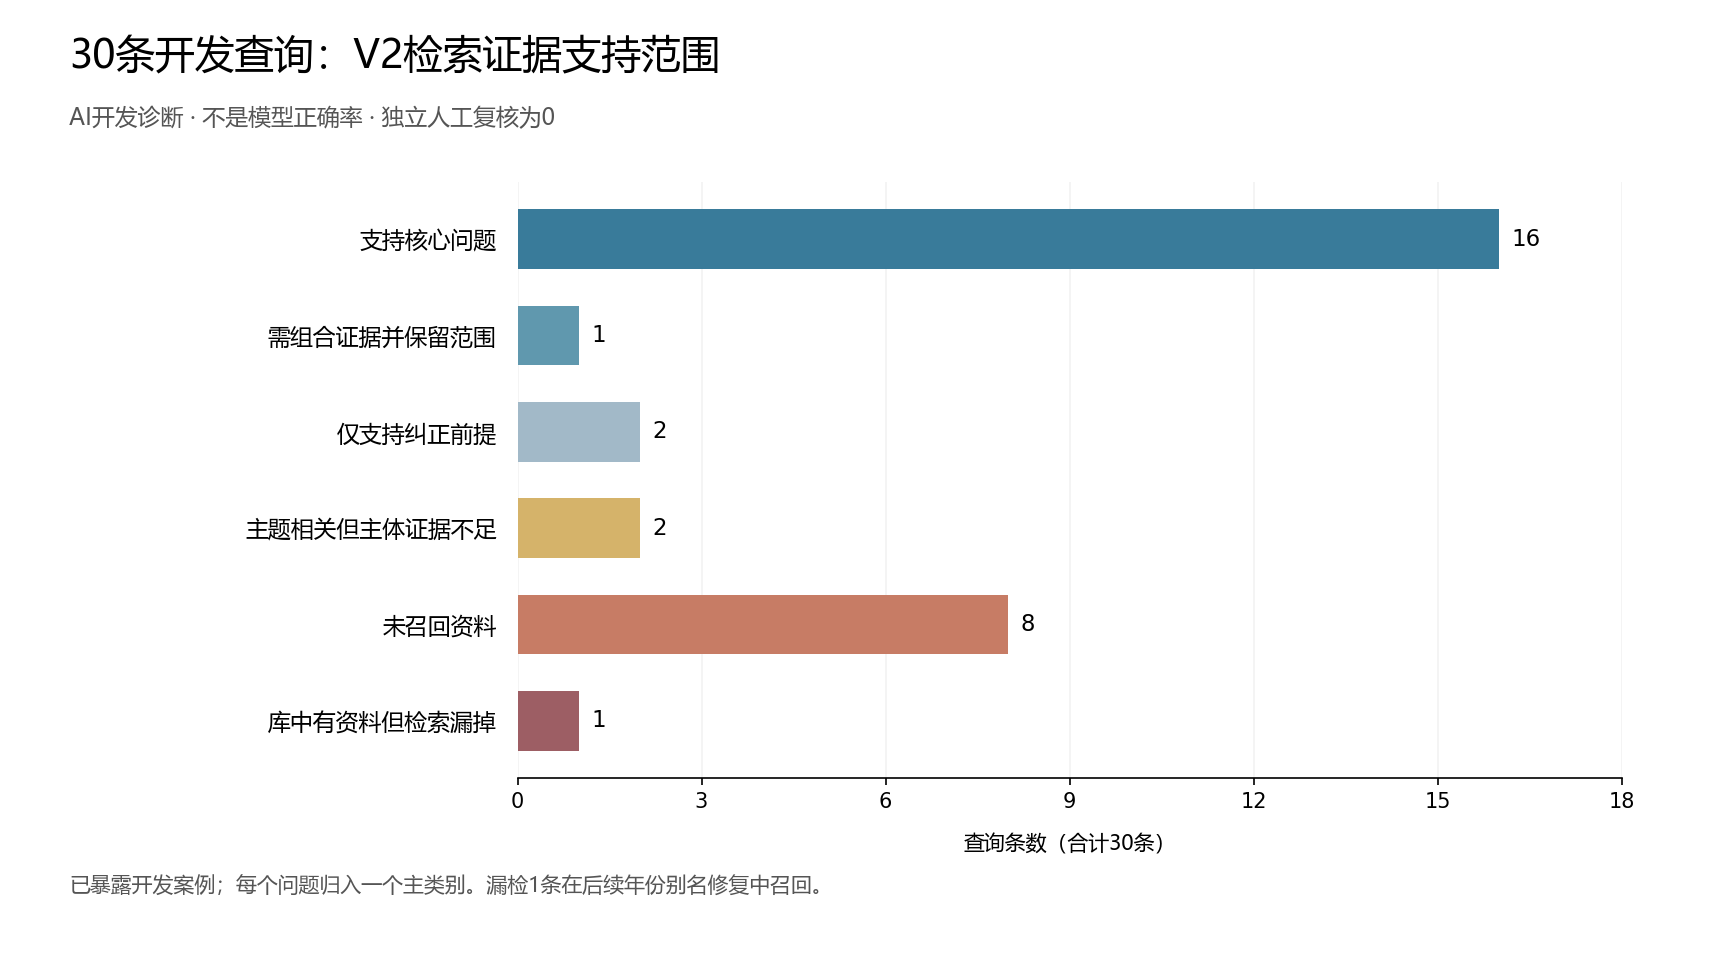 30条开发查询：V2检索证据支持范围
AI开发诊断 · 不是模型正确率 · 独立人工复核为0
支持核心问题 16
需组合证据并保留范围 1
仅支持纠正前提 2
主题相关但主体证据不足 2
未召回资料 8
库中有资料但检索漏掉 1
0 3 6 9 12 15 18
查询条数（合计30条）
已暴露开发案例；每个问题归入一个主类别。漏检1条在后续年份别名修复中召回。